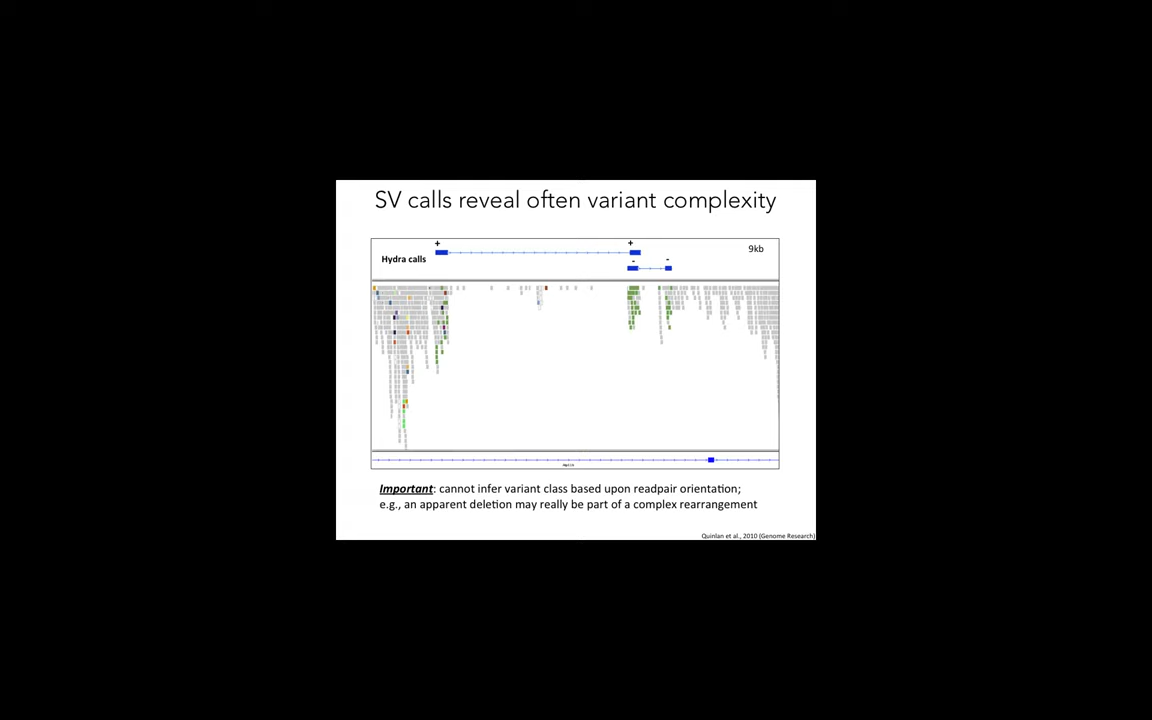 SV calls reveal often variant complexity
+ +
9kb
Hydra calls
- -
Important: cannot infer variant class based upon readpair orientation;
e.g., an apparent deletion may really be part of a complex rearrangement
Quinlan et al., 2010 (Genome Research)